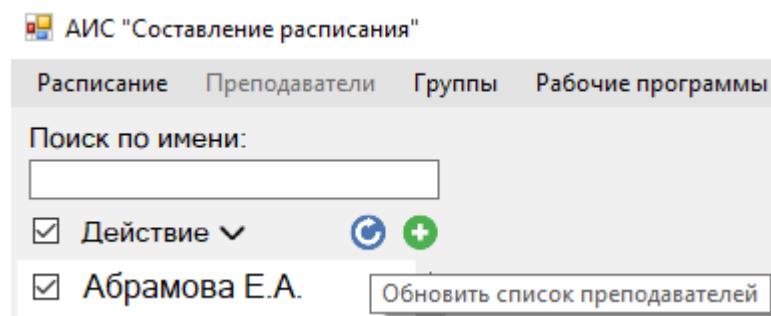 АИС "Составление расписания"
Расписание Преподаватели Группы Рабочие программы
Поиск по имени:
Действие
Абрамова Е.А.
Обновить список преподавателей